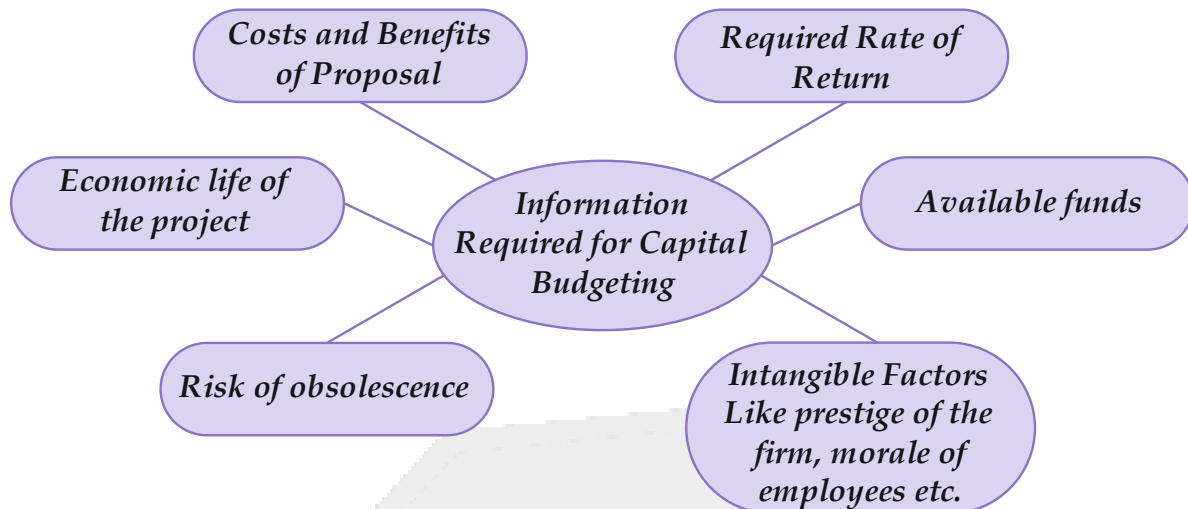 Costs and Benefits
of Proposal
Required Rate of
Return
Economic life of
the project
Information
Required for Capital
Budgeting
Available funds
Risk of obsolescence
Intangible Factors
Like prestige of the
firm, morale of
employees etc.